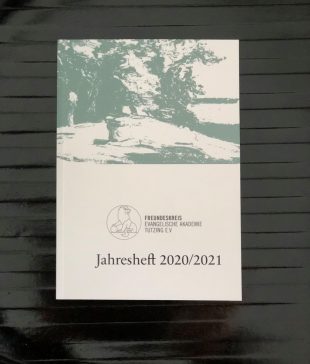 FREUNDESKREIS
EVANGELISCHE AKADEMIE
TUTZING E.V.
Jahresheft 2020/2021